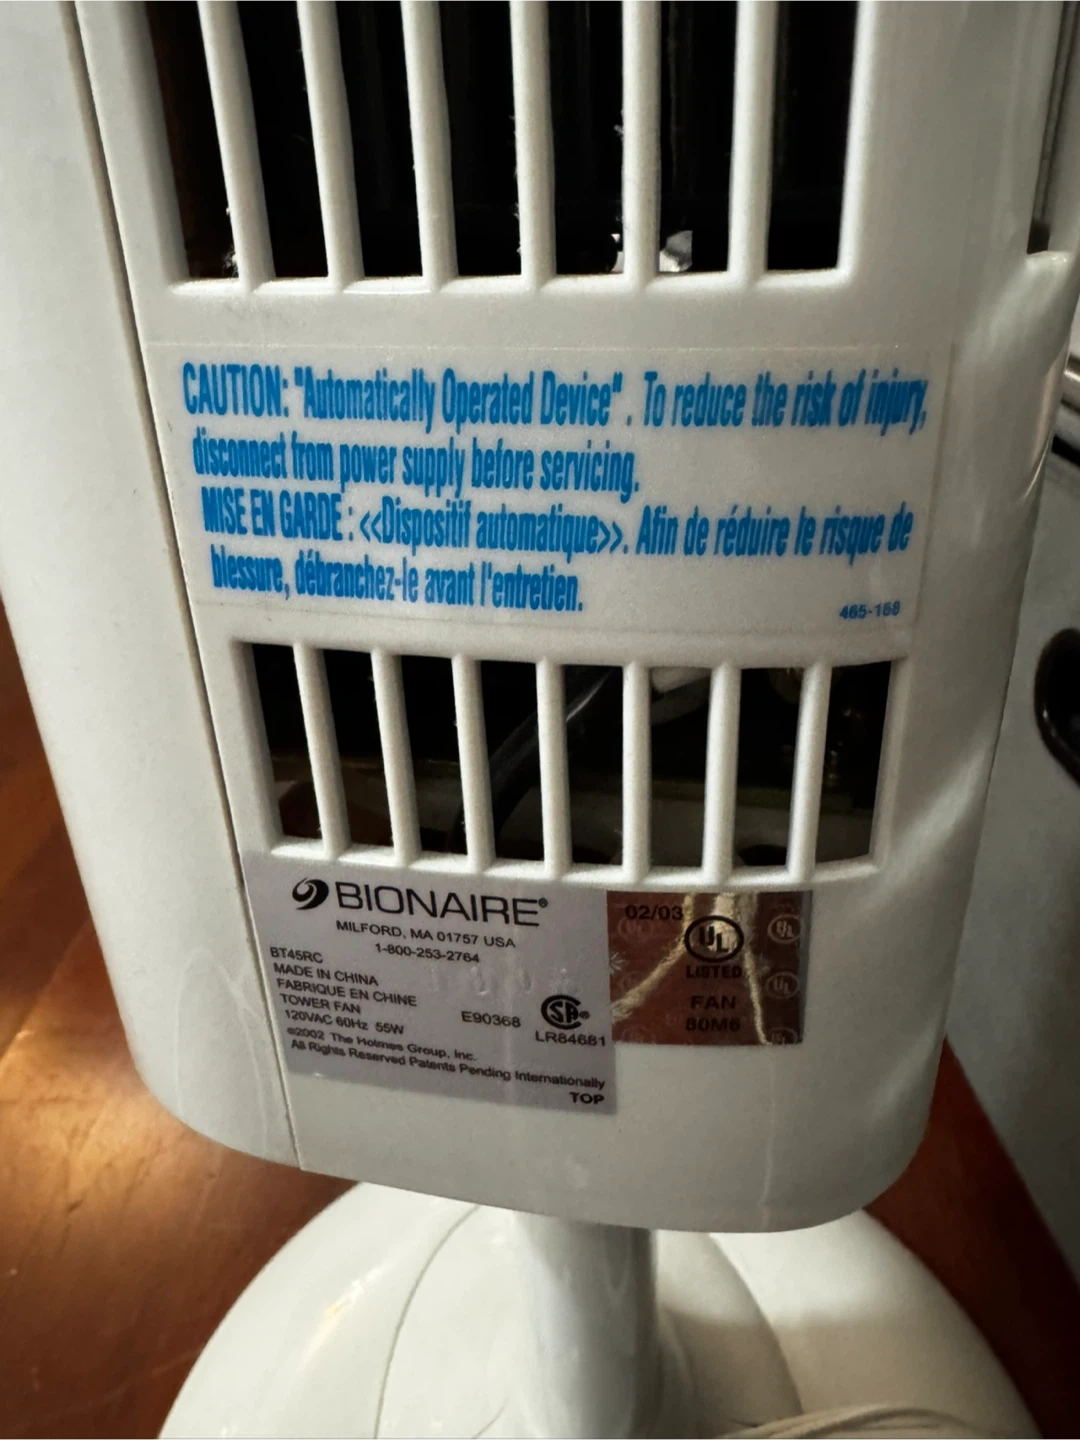 CAUTION: "Automatically Operated Device" . To reduce the risk of injury,
disconnect from power supply before servicing.
MISE EN GARDE : <<Dispositif automatique>>. Afin de réduire le risque de
blessure, débranchez-le avant l'entretien.
465-168
BIONAIRE®
MILFORD, MA 01757 USA
1-800-253-2764
BT45RC
MADE IN CHINA
FABRIQUE EN CHINE
TOWER FAN
120VAC 60Hz 55W
E90368
SA®
LR84681
©2002 The Holmes Group, Inc.
All Rights Reserved Patents Pending Internationally
TOP
02/03
UL
LISTED
FAN
80M6